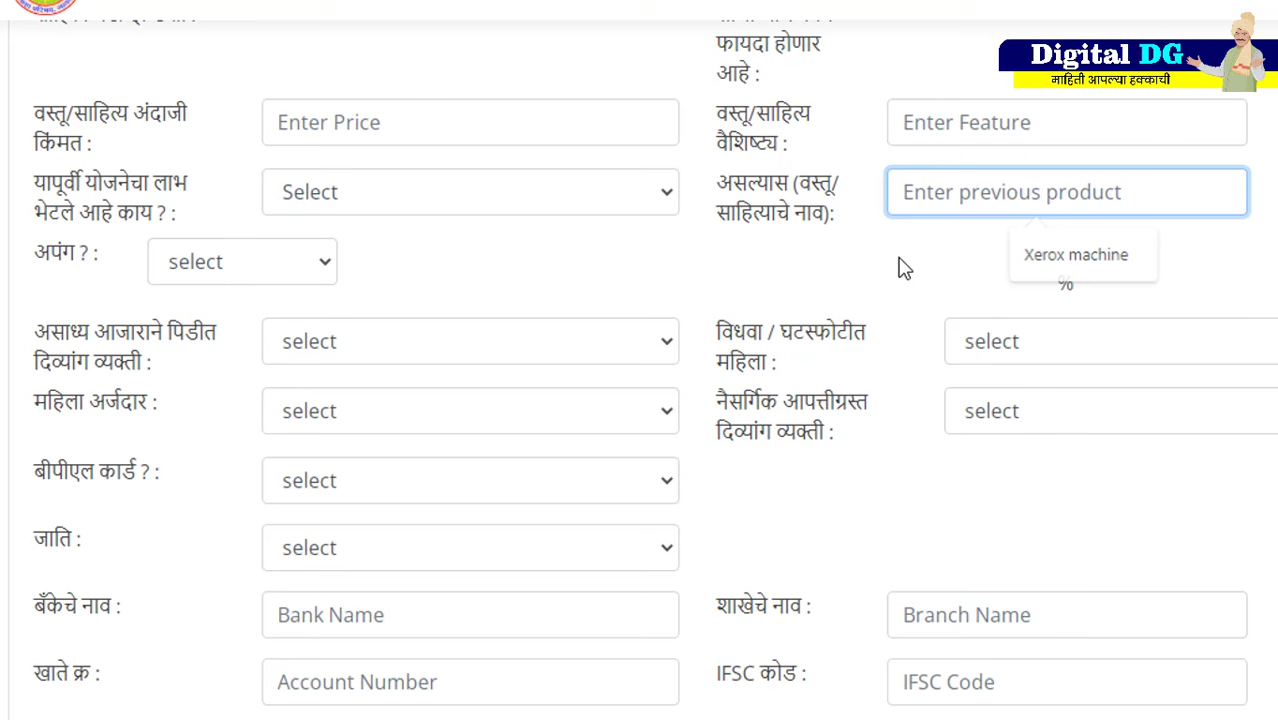 फायदा होणार
आहे :
Digital DG
माहिती आपल्या हक्काची
वस्तू/साहित्य अंदाजी
किंमत :
Enter Price
वस्तू/साहित्य
वैशिष्ट्य :
Enter Feature
यापूर्वी योजनेचा लाभ
भेटले आहे काय ? :
Select
असल्यास (वस्तू/
साहित्याचे नाव):
Enter previous product
अपंग ? :
select
Xerox machine
%
असाध्य आजाराने पिडीत
दिव्यांग व्यक्ती :
select
विधवा / घटस्फोटीत
महिला :
select
महिला अर्जदार :
select
नैसर्गिक आपत्तीग्रस्त
दिव्यांग व्यक्ती :
select
बीपीएल कार्ड ? :
select
जाति :
select
बँकेचे नाव :
Bank Name
शाखेचे नाव :
Branch Name
खाते क्र :
Account Number
IFSC कोड :
IFSC Code